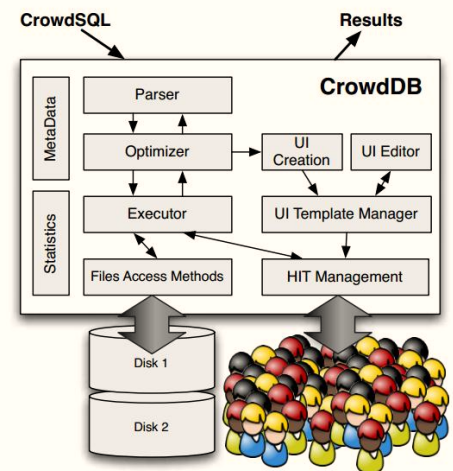 CrowdSQL
Results
CrowdDB
MetaData
Parser
Optimizer
UI
Creation
UI Editor
Statistics
Executor
UI Template Manager
Files Access Methods
HIT Management
Disk 1
Disk 2